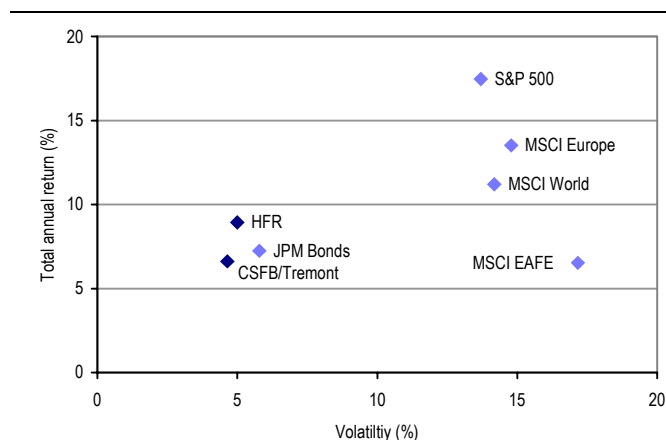 20
15
10
5
0
Total annual return (%)
S&P 500
MSCI Europe
MSCI World
HFR
JPM Bonds
CSFB/Tremont
MSCI EAFE
0 5 10 15 20
Volatiltiy (%)